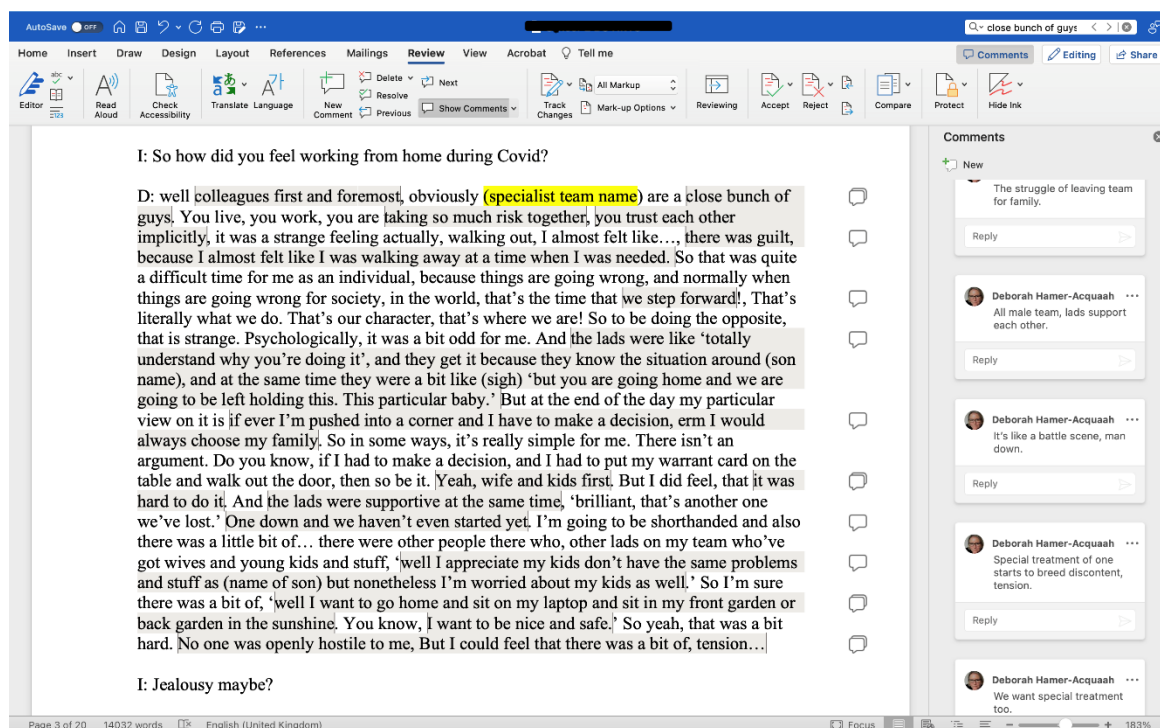 AutoSave OFF
close bunch of guys
Home Insert Draw Design Layout References Mailings Review View Acrobat Tell me
Comments Editing Share
Editor
Read Aloud
Check Accessibility
Translate Language
New Comment
Delete
Resolve
Previous
Next
Show Comments
Track Changes
All Markup
Mark-up Options
Reviewing
Accept
Reject
Compare
Protect
Hide Ink
I: So how did you feel working from home during Covid?
D: well colleagues first and foremost, obviously (specialist team name) are a close bunch of
guys. You live, you work, you are taking so much risk together, you trust each other
implicitly, it was a strange feeling actually, walking out, I almost felt like…, there was guilt,
because I almost felt like I was walking away at a time when I was needed. So that was quite
a difficult time for me as an individual, because things are going wrong, and normally when
things are going wrong for society, in the world, that’s the time that we step forward!, That’s
literally what we do. That’s our character, that’s where we are! So to be doing the opposite,
that is strange. Psychologically, it was a bit odd for me. And the lads were like ‘totally
understand why you’re doing it’, and they get it because they know the situation around (son
name), and at the same time they were a bit like (sigh) ‘but you are going home and we are
going to be left holding this. This particular baby.’ But at the end of the day my particular
view on it is if ever I’m pushed into a corner and I have to make a decision, erm I would
always choose my family. So in some ways, it’s really simple for me. There isn’t an
argument. Do you know, if I had to make a decision, and I had to put my warrant card on the
table and walk out the door, then so be it. Yeah, wife and kids first. But I did feel, that it was
hard to do it. And the lads were supportive at the same time, ‘brilliant, that’s another one
we’ve lost.’ One down and we haven’t even started yet. I’m going to be shorthanded and also
there was a little bit of… there were other people there who, other lads on my team who’ve
got wives and young kids and stuff, ‘well I appreciate my kids don’t have the same problems
and stuff as (name of son) but nonetheless I’m worried about my kids as well.’ So I’m sure
there was a bit of, ‘well I want to go home and sit on my laptop and sit in my front garden or
back garden in the sunshine. You know, I want to be nice and safe.’ So yeah, that was a bit
hard. No one was openly hostile to me, But I could feel that there was a bit of, tension…
I: Jealousy maybe?
Comments
New
The struggle of leaving team
for family.
Reply
Deborah Hamer-Acquaah
All male team, lads support
each other.
Reply
Deborah Hamer-Acquaah
It's like a battle scene, man
down.
Reply
Deborah Hamer-Acquaah
Special treatment of one
starts to breed discontent,
tension.
Reply
Deborah Hamer-Acquaah
We want special treatment
too.
Page 3 of 20 14032 words English (United Kingdom) Focus 183%